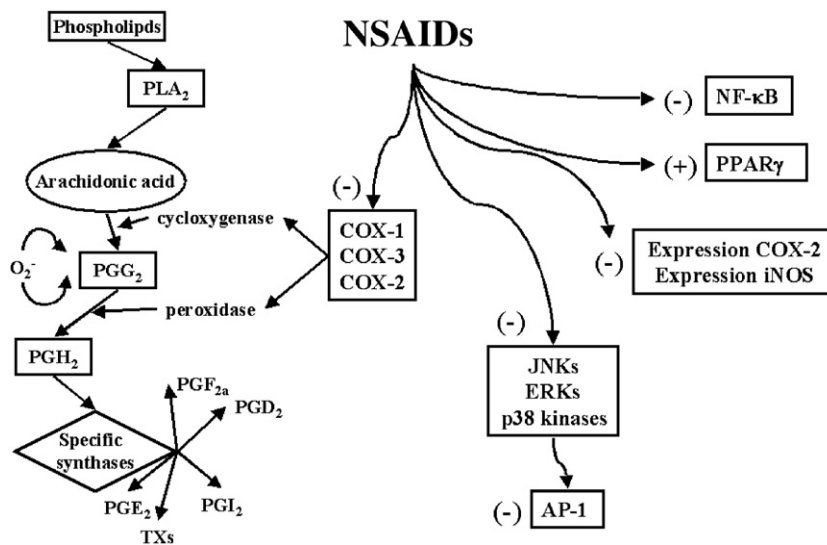 Phospholipds
NSAIDs
PLA₂
(-) NF-κB
(+) PPARγ
Arachidonic acid
(-)
cycloxygenase
COX-1
COX-3
COX-2
O₂⁻
PGG₂
(-) Expression COX-2
Expression iNOS
peroxidase
(-)
PGH₂
JNKs
ERKs
p38 kinases
PGF₂ₐ
PGD₂
Specific
synthases
PGE₂
PGI₂
TXs
(-) AP-1